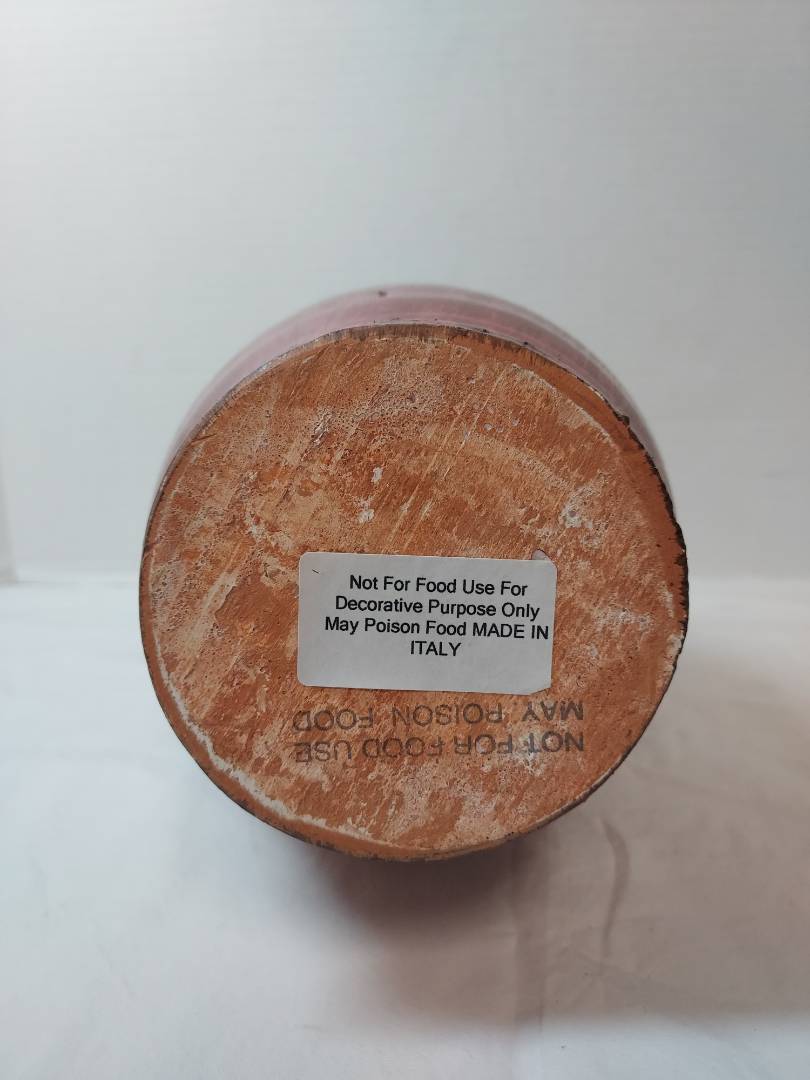 Not For Food Use For
Decorative Purpose Only
May Poison Food MADE IN
ITALY
NOT FOR FOOD USE
MAY POISON FOOD